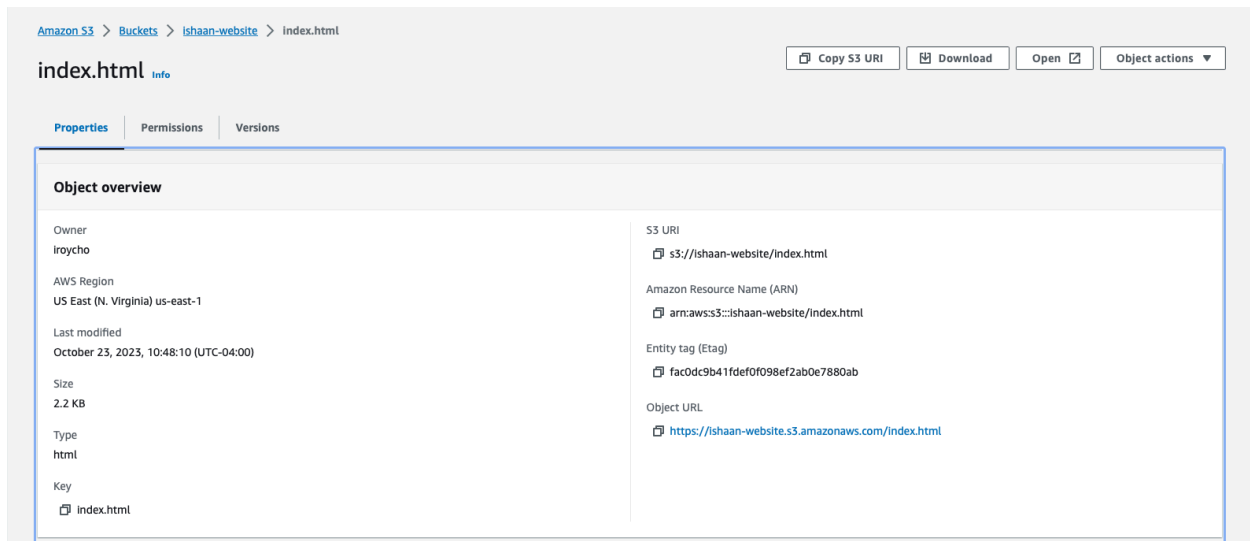 Amazon S3 > Buckets > ishaan-website > index.html
index.html Info
Copy S3 URI Download Open Object actions
Properties Permissions Versions
Object overview
Owner
iroycho
AWS Region
US East (N. Virginia) us-east-1
Last modified
October 23, 2023, 10:48:10 (UTC-04:00)
Size
2.2 KB
Type
html
Key
index.html
S3 URI
s3://ishaan-website/index.html
Amazon Resource Name (ARN)
arn:aws:s3:::ishaan-website/index.html
Entity tag (Etag)
fac0dc9b41fdef0f098ef2ab0e7880ab
Object URL
https://ishaan-website.s3.amazonaws.com/index.html